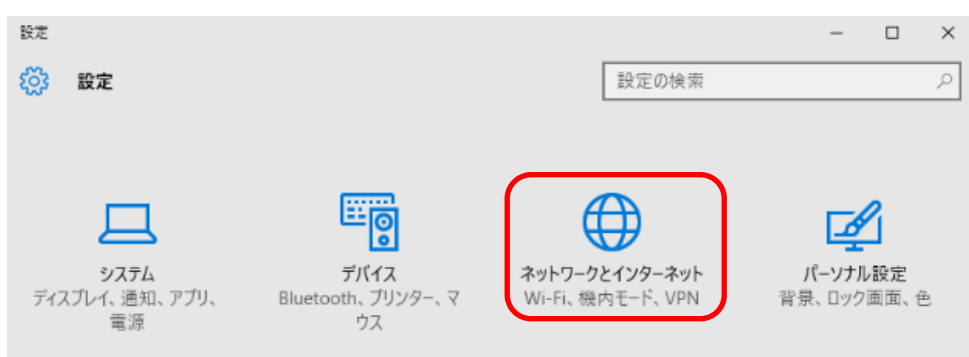 設定
設定
設定の検索
システム
ディスプレイ、通知、アプリ、
電源
デバイス
Bluetooth、プリンター、マ
ウス
ネットワークとインターネット
Wi-Fi、機内モード、VPN
パーソナル設定
背景、ロック画面、色